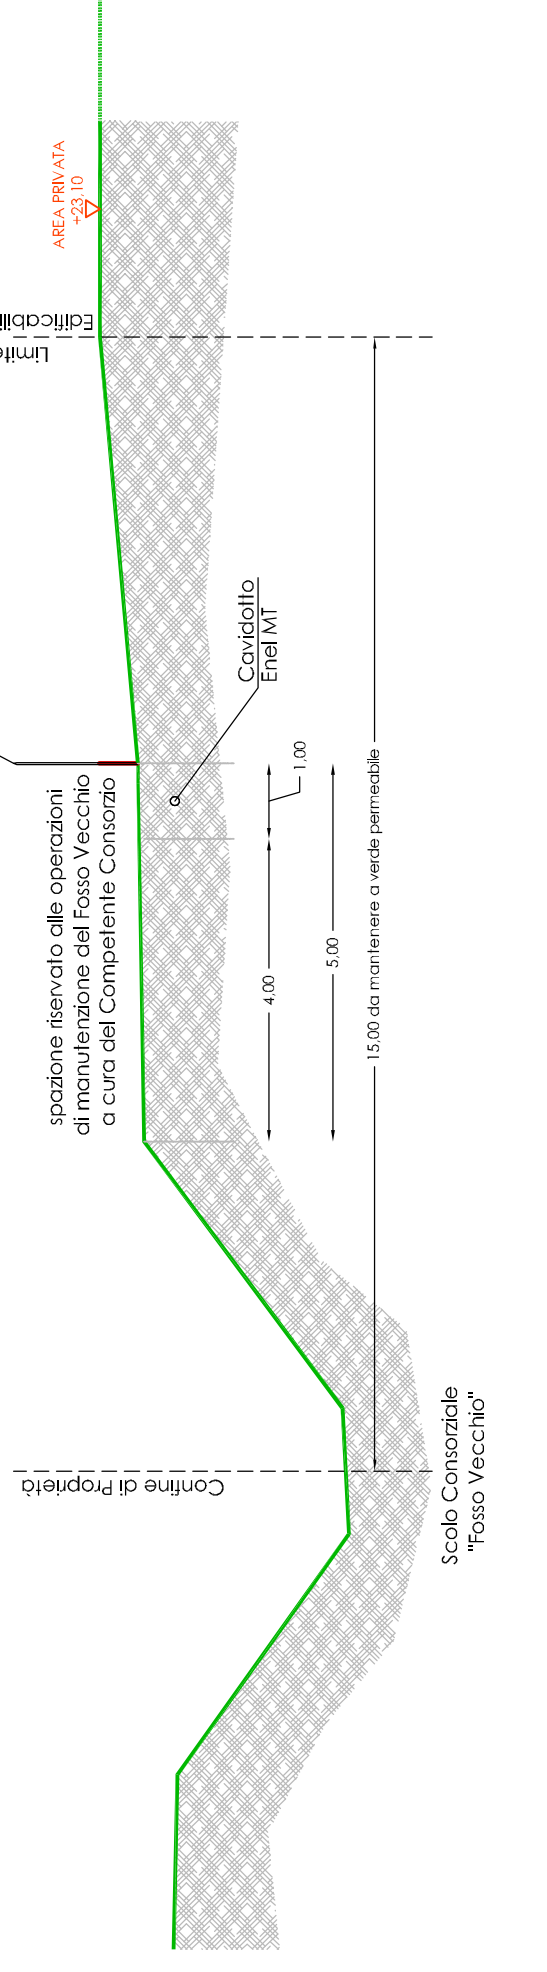 Confine di Proprietà
Scolo Consorziale
"Fosso Vecchio"
spazione riservato alle operazioni
di manutenzione del Fosso Vecchio
a cura del Competente Consorzio
4,00
1,00
5,00
15,00 da mantenere a verde permeabile
Cavidotto
Enel MT
AREA PRIVATA
+23,10